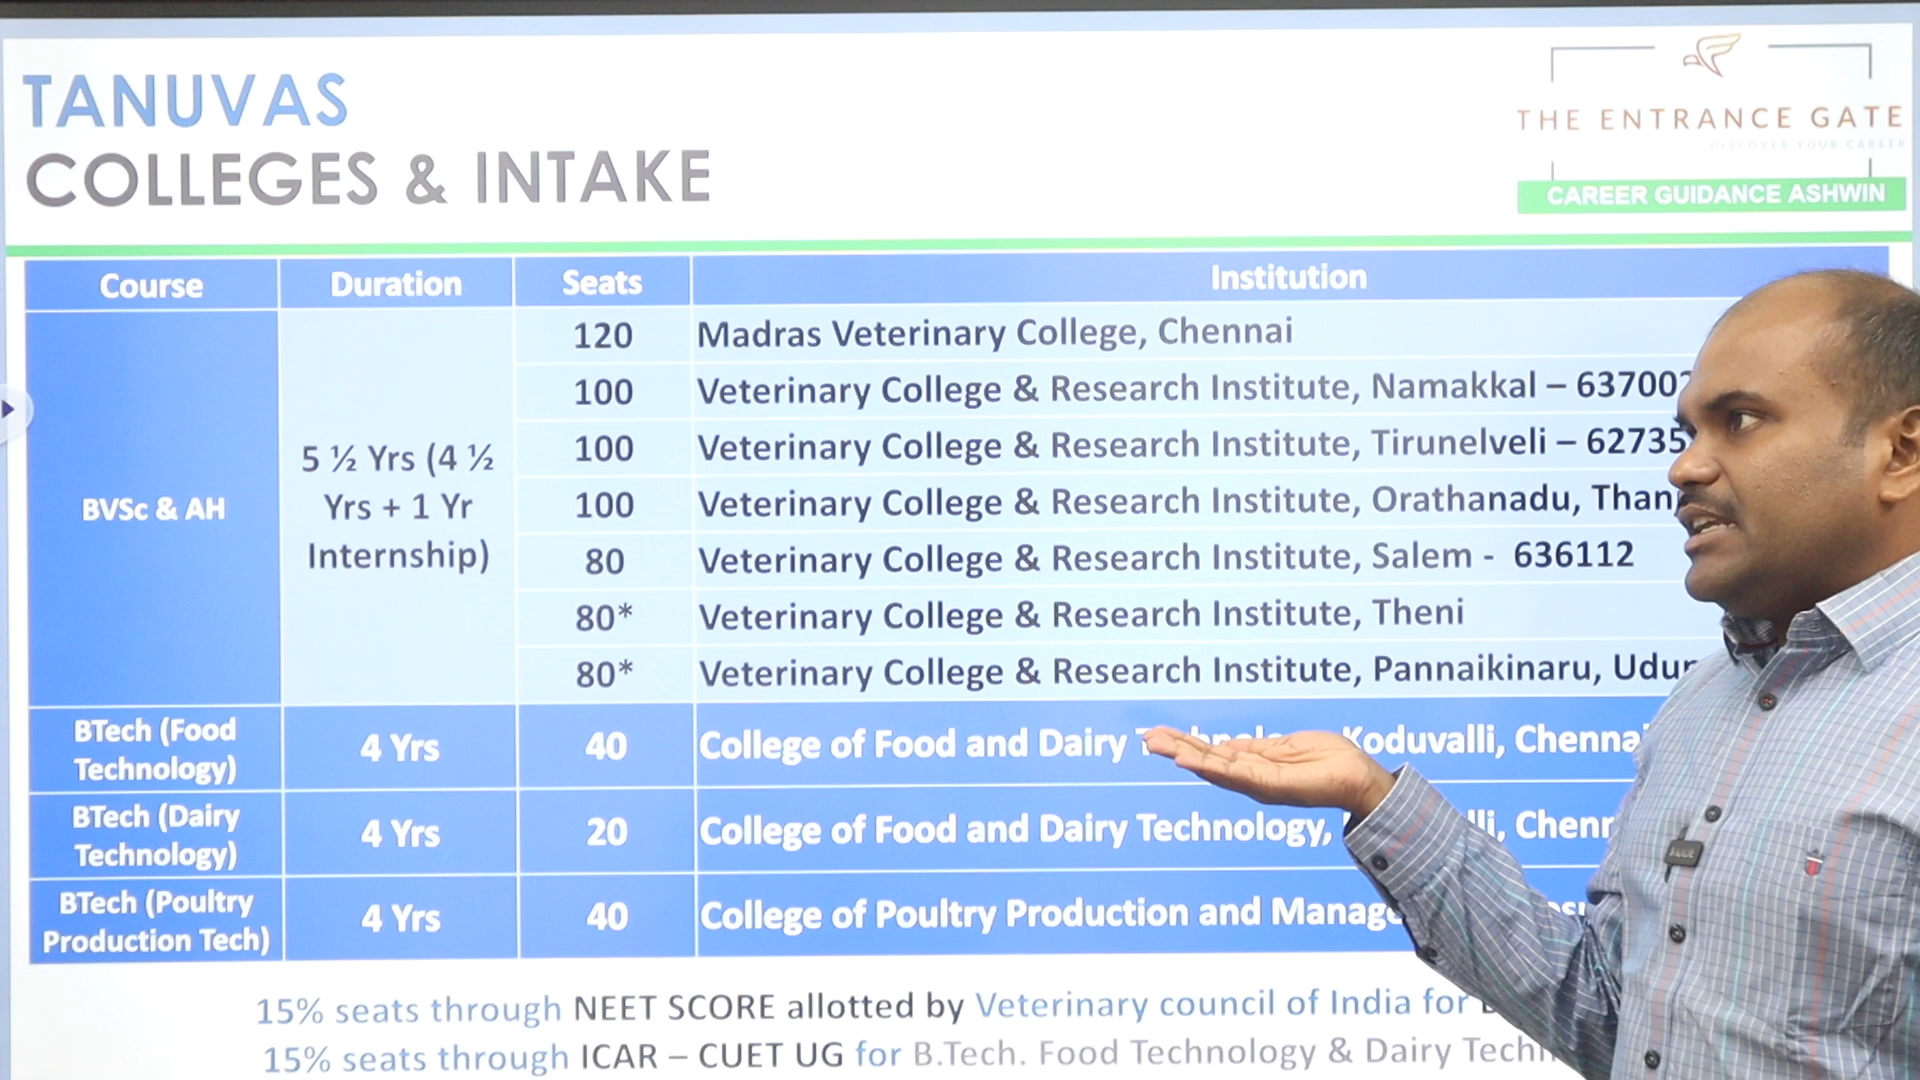 TANUVAS
COLLEGES & INTAKE
THE ENTRANCE GATE
DISCOVER YOUR CAREER
CAREER GUIDANCE ASHWIN
Course Duration Seats Institution
BVSc & AH
5 ½ Yrs (4 ½
Yrs + 1 Yr
Internship)
120 Madras Veterinary College, Chennai
100 Veterinary College & Research Institute, Namakkal –
100 Veterinary College & Research Institute, Tirunelveli –
100 Veterinary College & Research Institute, Orathanadu,
80 Veterinary College & Research Institute, Salem - 636112
80* Veterinary College & Research Institute, Theni
80* Veterinary College & Research Institute, Pannaikinaru,
BTech (Food
Technology)
4 Yrs 40 College of Food and Dairy Koduvalli, Chennai
BTech (Dairy
Technology)
4 Yrs 20 College of Food and Dairy Technology,
BTech (Poultry
Production Tech)
4 Yrs 40 College of Poultry Production and
15% seats through NEET SCORE allotted by Veterinary council of India for
15% seats through ICAR – CUET UG for B.Tech. Food Technology & Dairy